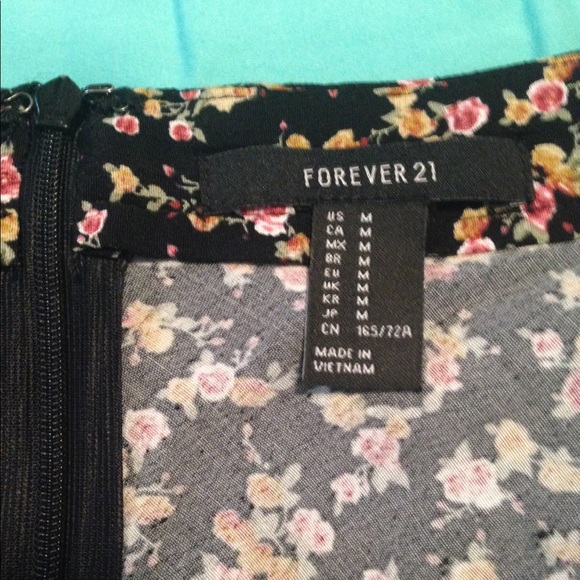 FOREVER 21
US M
CA M
MX M
BR M
EU M
UK M
KR M
JP M
CN 165/72A
MADE IN
VIETNAM